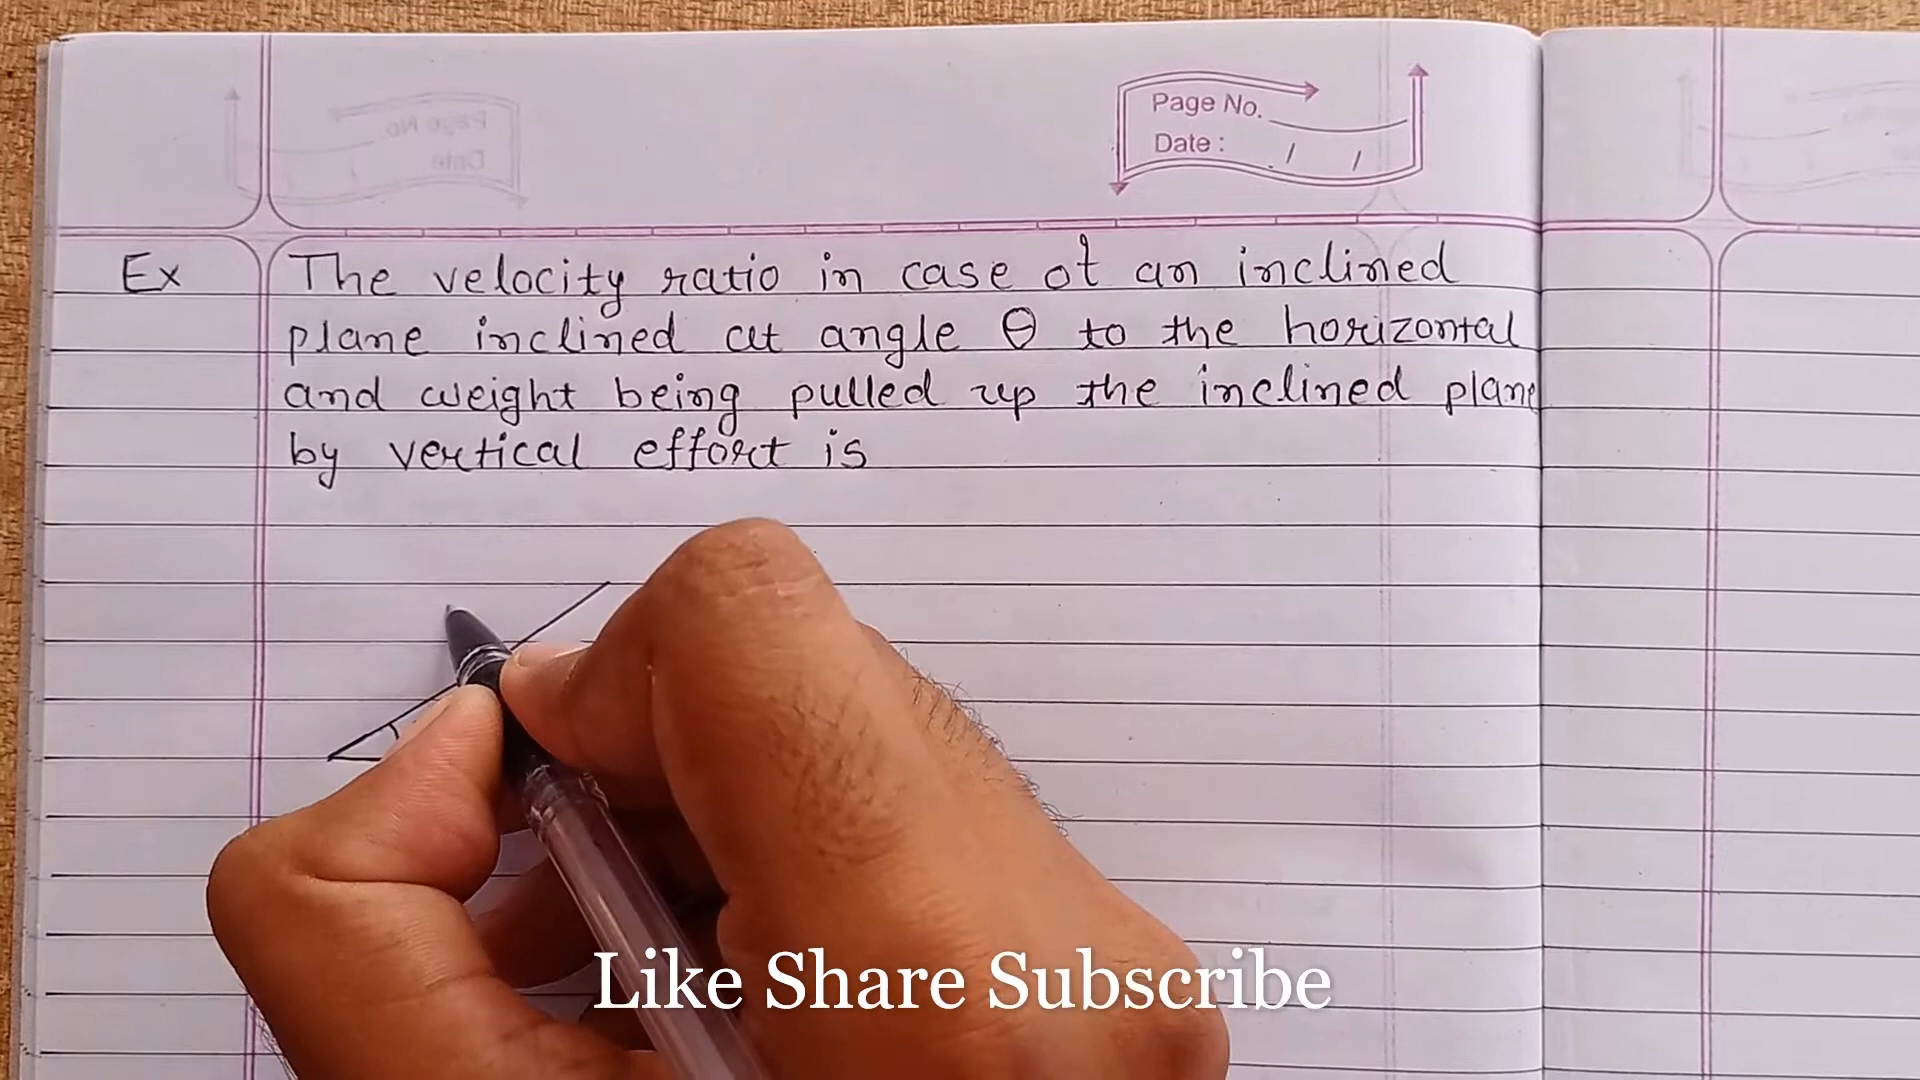 Page No.
Date : / /
Ex The velocity ratio in case of an inclined
plane inclined at angle θ to the horizontal
and weight being pulled up the inclined plane
by vertical effort is
Like Share Subscribe